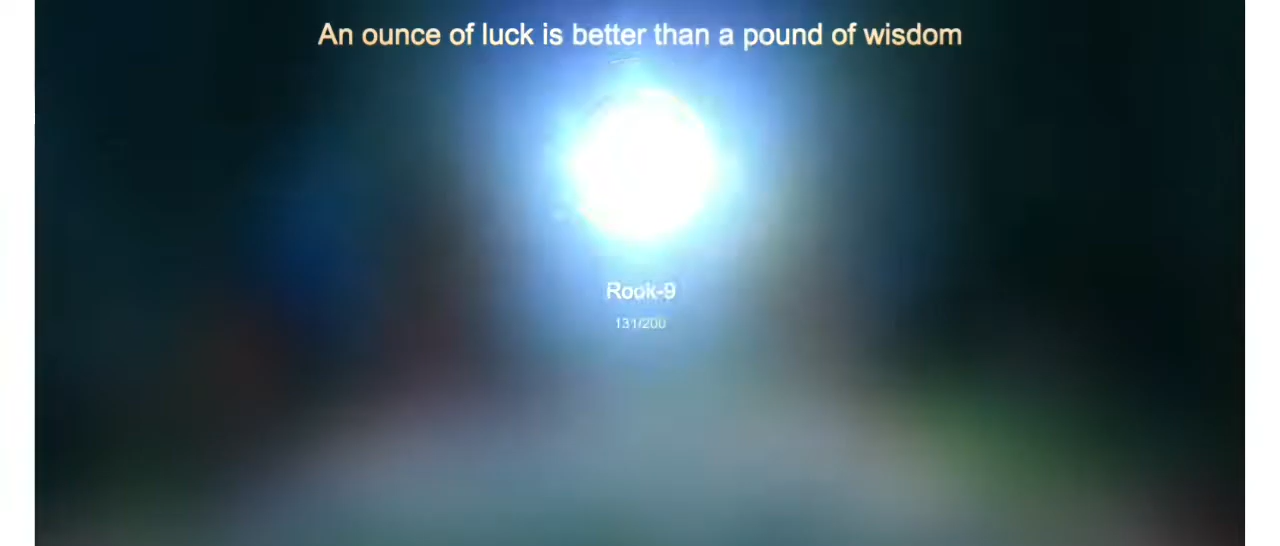 An ounce of luck is better than a pound of wisdom
Rook-9
131/200